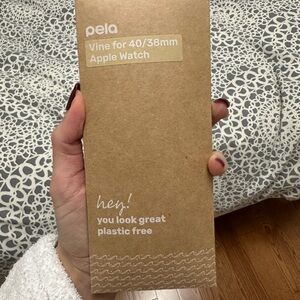 pela
Vine for 40/38mm
Apple Watch
hey!
you look great
plastic free